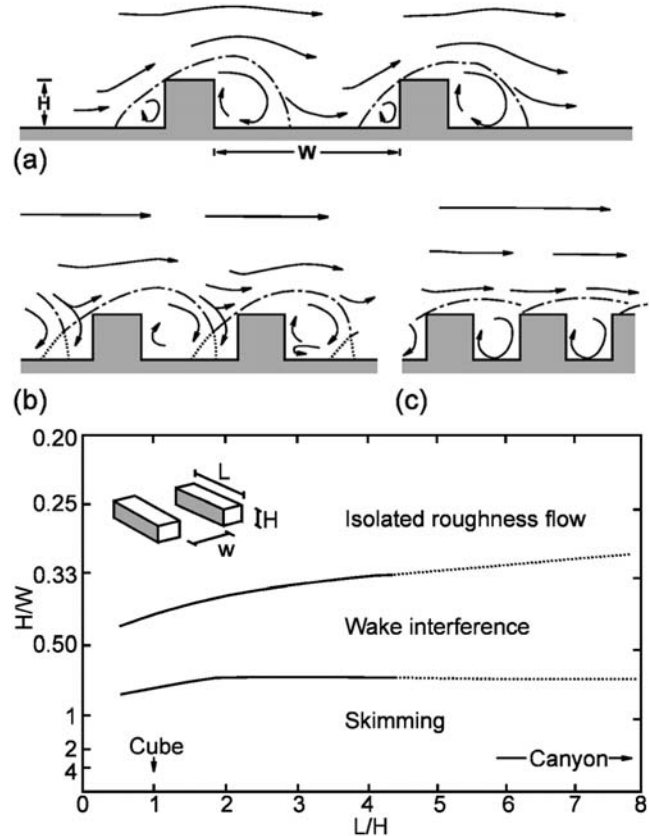 H
(a)
W
(b)
(c)
0.20
0.25
0.33
0.50
1
2
4
H/W
L
H
w
Isolated roughness flow
Wake interference
Skimming
Cube
Canyon
0 1 2 3 4 5 6 7 8
L/H